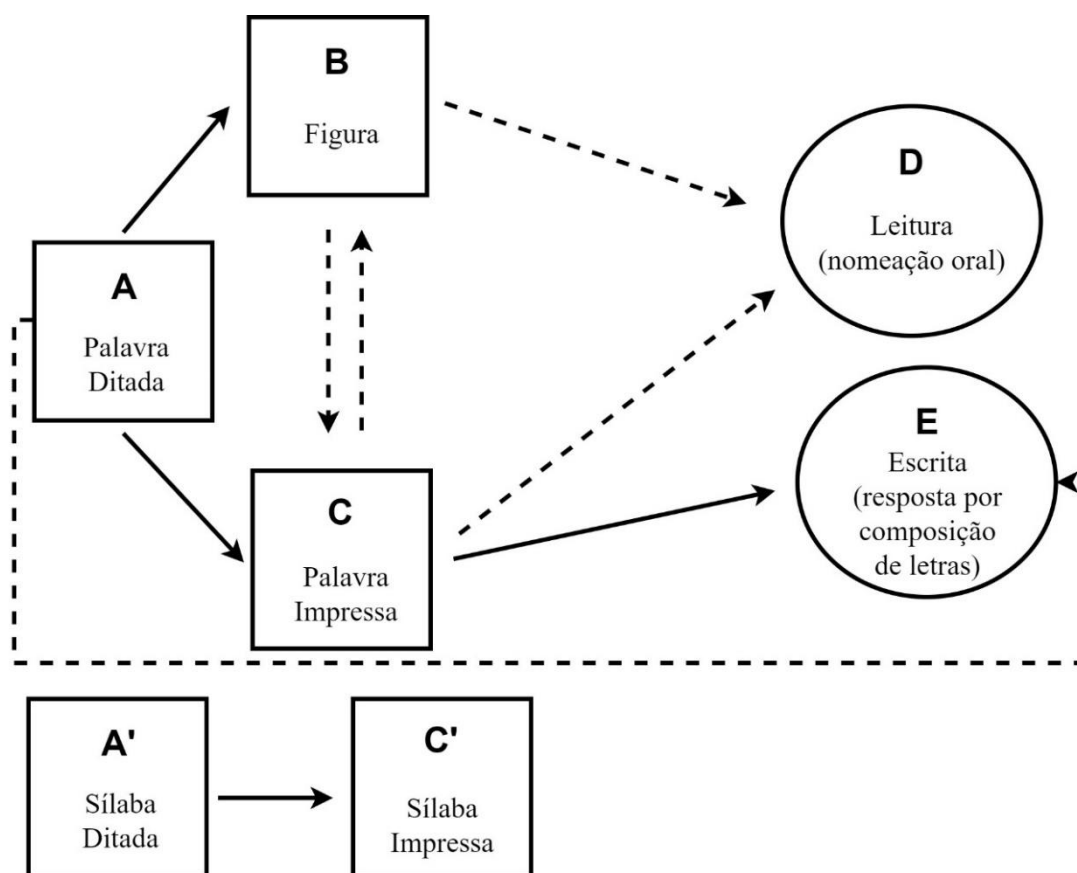 B
Figura
D
Leitura
(nomeação oral)
A
Palavra
Ditada
E
Escrita
(resposta por
composição
de letras)
C
Palavra
Impressa
A'
Sílaba
Ditada
C'
Sílaba
Impressa